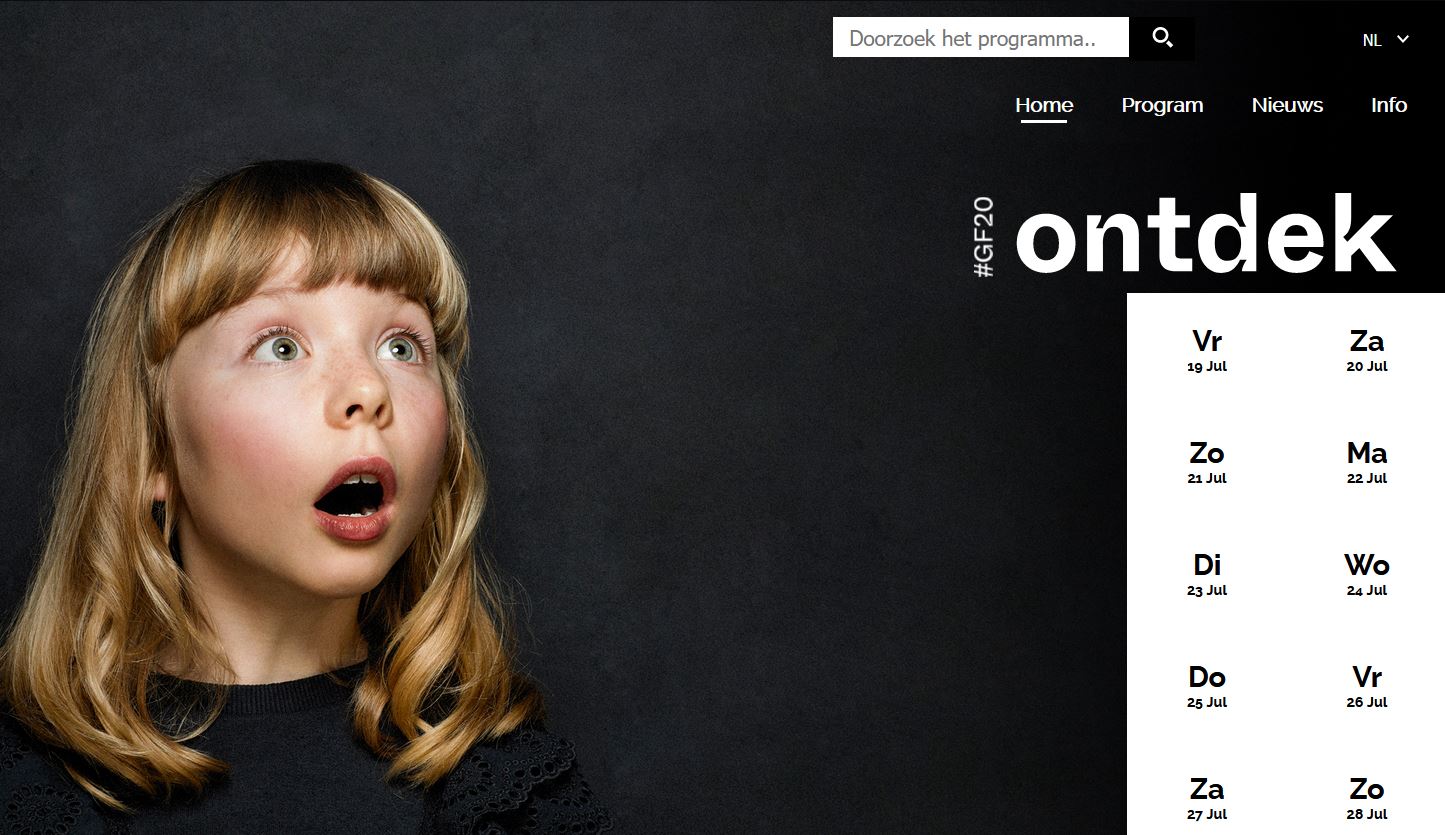 Doorzoek het programma..
NL
Home Program Nieuws Info
#GF20
ontdek
Vr Za
19 Jul 20 Jul
Zo Ma
21 Jul 22 Jul
Di Wo
23 Jul 24 Jul
Do Vr
25 Jul 26 Jul
Za Zo
27 Jul 28 Jul